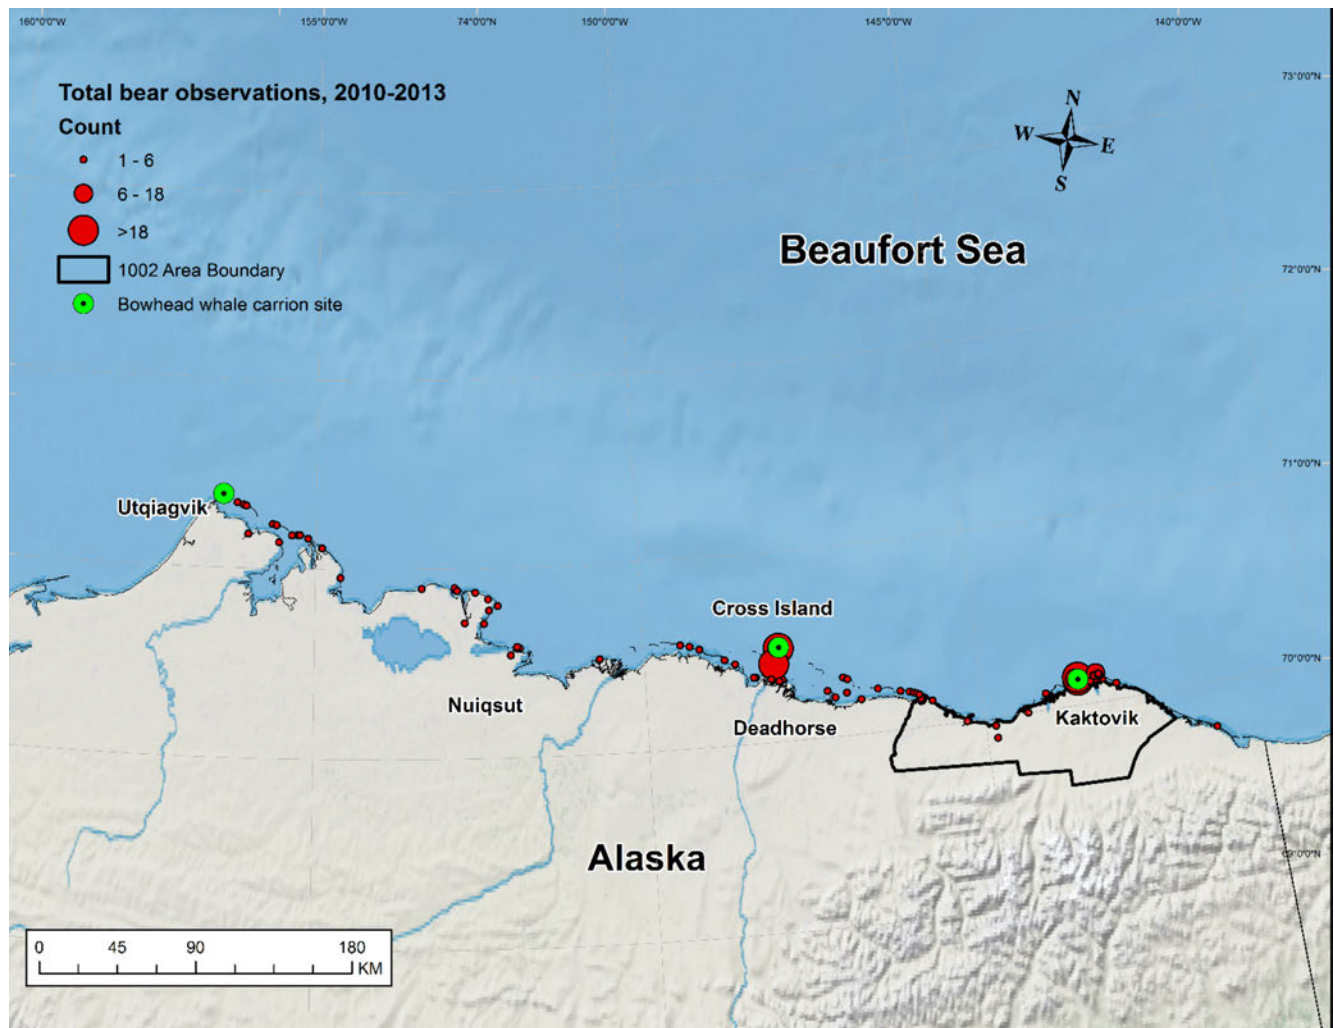 160°0'0"W 155°0'0"W 74°0'0"N 150°0'0"W 145°0'0"W 140°0'0"W
73°0'0"N
Total bear observations, 2010-2013
Count
1 - 6
6 - 18
>18
1002 Area Boundary
Bowhead whale carrion site
N
W E
S
Beaufort Sea
72°0'0"N
71°0'0"N
Utqiagvik
Cross Island
70°0'0"N
Nuiqsut
Deadhorse
Kaktovik
Alaska
69°0'0"N
0 45 90 180
KM